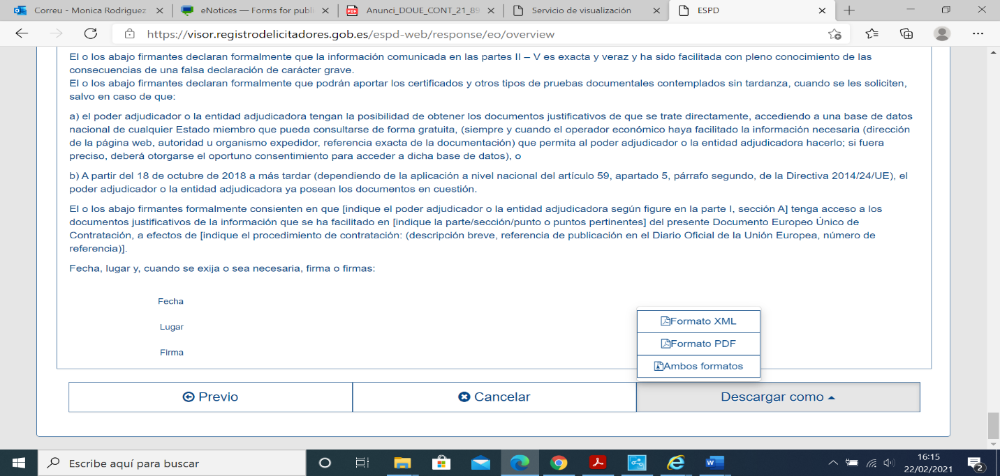 Correu - Monica Rodriguez
eNotices — Forms for publi
Anunci_DOUE_CONT_21_89
Servicio de visualización
ESPD
https://visor.registrodelicitadores.gob.es/espd-web/response/eo/overview
El o los abajo firmantes declaran formalmente que la información comunicada en las partes II – V es exacta y veraz y ha sido facilitada con pleno conocimiento de las
consecuencias de una falsa declaración de carácter grave.
El o los abajo firmantes declaran formalmente que podrán aportar los certificados y otros tipos de pruebas documentales contemplados sin tardanza, cuando se les soliciten,
salvo en caso de que:
a) el poder adjudicador o la entidad adjudicadora tengan la posibilidad de obtener los documentos justificativos de que se trate directamente, accediendo a una base de datos
nacional de cualquier Estado miembro que pueda consultarse de forma gratuita, (siempre y cuando el operador económico haya facilitado la información necesaria (dirección
de la página web, autoridad u organismo expedidor, referencia exacta de la documentación) que permita al poder adjudicador o la entidad adjudicadora hacerlo; si fuera
preciso, deberá otorgarse el oportuno consentimiento para acceder a dicha base de datos), o
b) A partir del 18 de octubre de 2018 a más tardar (dependiendo de la aplicación a nivel nacional del artículo 59, apartado 5, párrafo segundo, de la Directiva 2014/24/UE), el
poder adjudicador o la entidad adjudicadora ya posean los documentos en cuestión.
El o los abajo firmantes formalmente consienten en que [indique el poder adjudicador o la entidad adjudicadora según figure en la parte I, sección A] tenga acceso a los
documentos justificativos de la información que se ha facilitado en [indique la parte/sección/punto o puntos pertinentes] del presente Documento Europeo Único de
Contratación, a efectos de [indique el procedimiento de contratación: (descripción breve, referencia de publicación en el Diario Oficial de la Unión Europea, número de
referencia)].
Fecha, lugar y, cuando se exija o sea necesaria, firma o firmas:
Fecha
Lugar
Firma
Formato XML
Formato PDF
Ambos formatos
Previo
Cancelar
Descargar como
Escribe aquí para buscar
16:15
22/02/2021
2